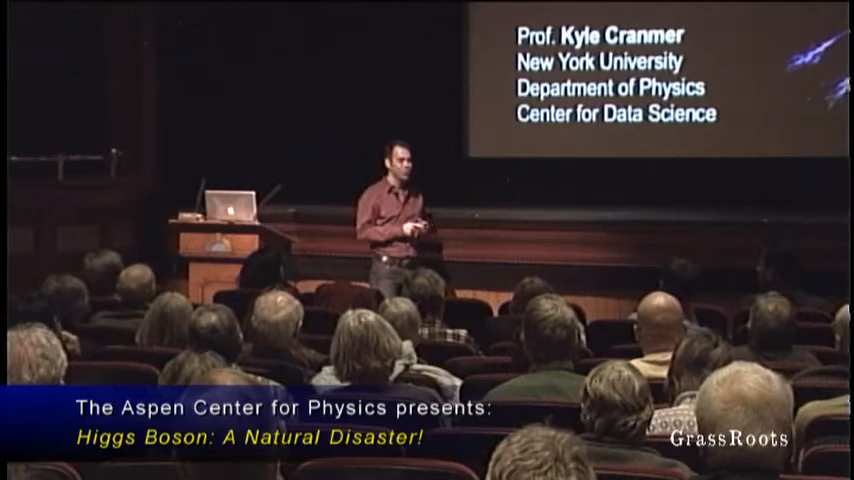 Prof. Kyle Cranmer
New York University
Department of Physics
Center for Data Science
The Aspen Center for Physics presents:
Higgs Boson: A Natural Disaster!
GrassRoots